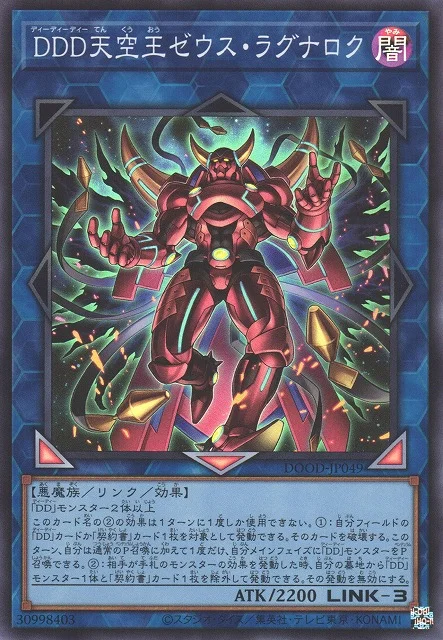 ディーディーディー てん くう おう
DDD天空王ゼウス・ラグナロク
やみ
闇
DOOD-JP049
【悪魔族／リンク／効果】
「DD」モンスター2体以上
このカード名の②の効果は1ターンに1度しか使用できない。①：自分フィールドの
「DD」カードか「契約書」カード1枚を対象として発動できる。そのカードを破壊する。この
ターン、自分は通常のP召喚に加えて1度だけ、自分メインフェイズに「DD」モンスターをP
召喚できる。②：相手が手札のモンスターの効果を発動した時、自分の墓地から「DD」
モンスター1体と「契約書」カード1枚を除外して発動できる。その発動を無効にする。
ATK/2200 LINK-3
30998403 ©スタジオ・ダイス/集英社・テレビ東京・KONAMI